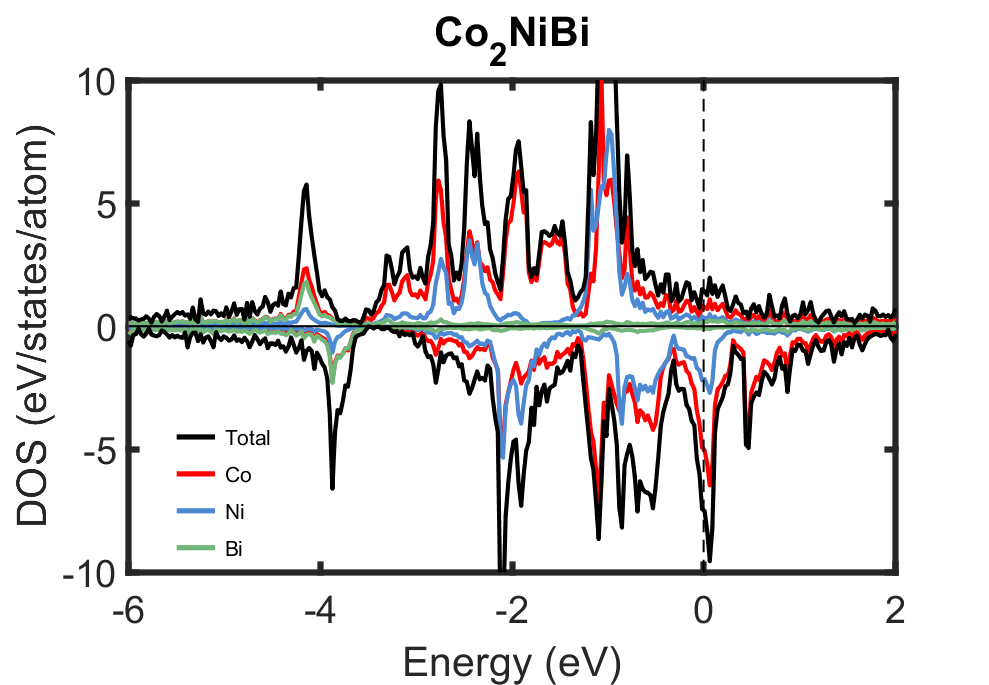 Co2NiBi
DOS (eV/states/atom)
10
5
0
-5
-10
Total
Co
Ni
Bi
-6 -4 -2 0 2
Energy (eV)